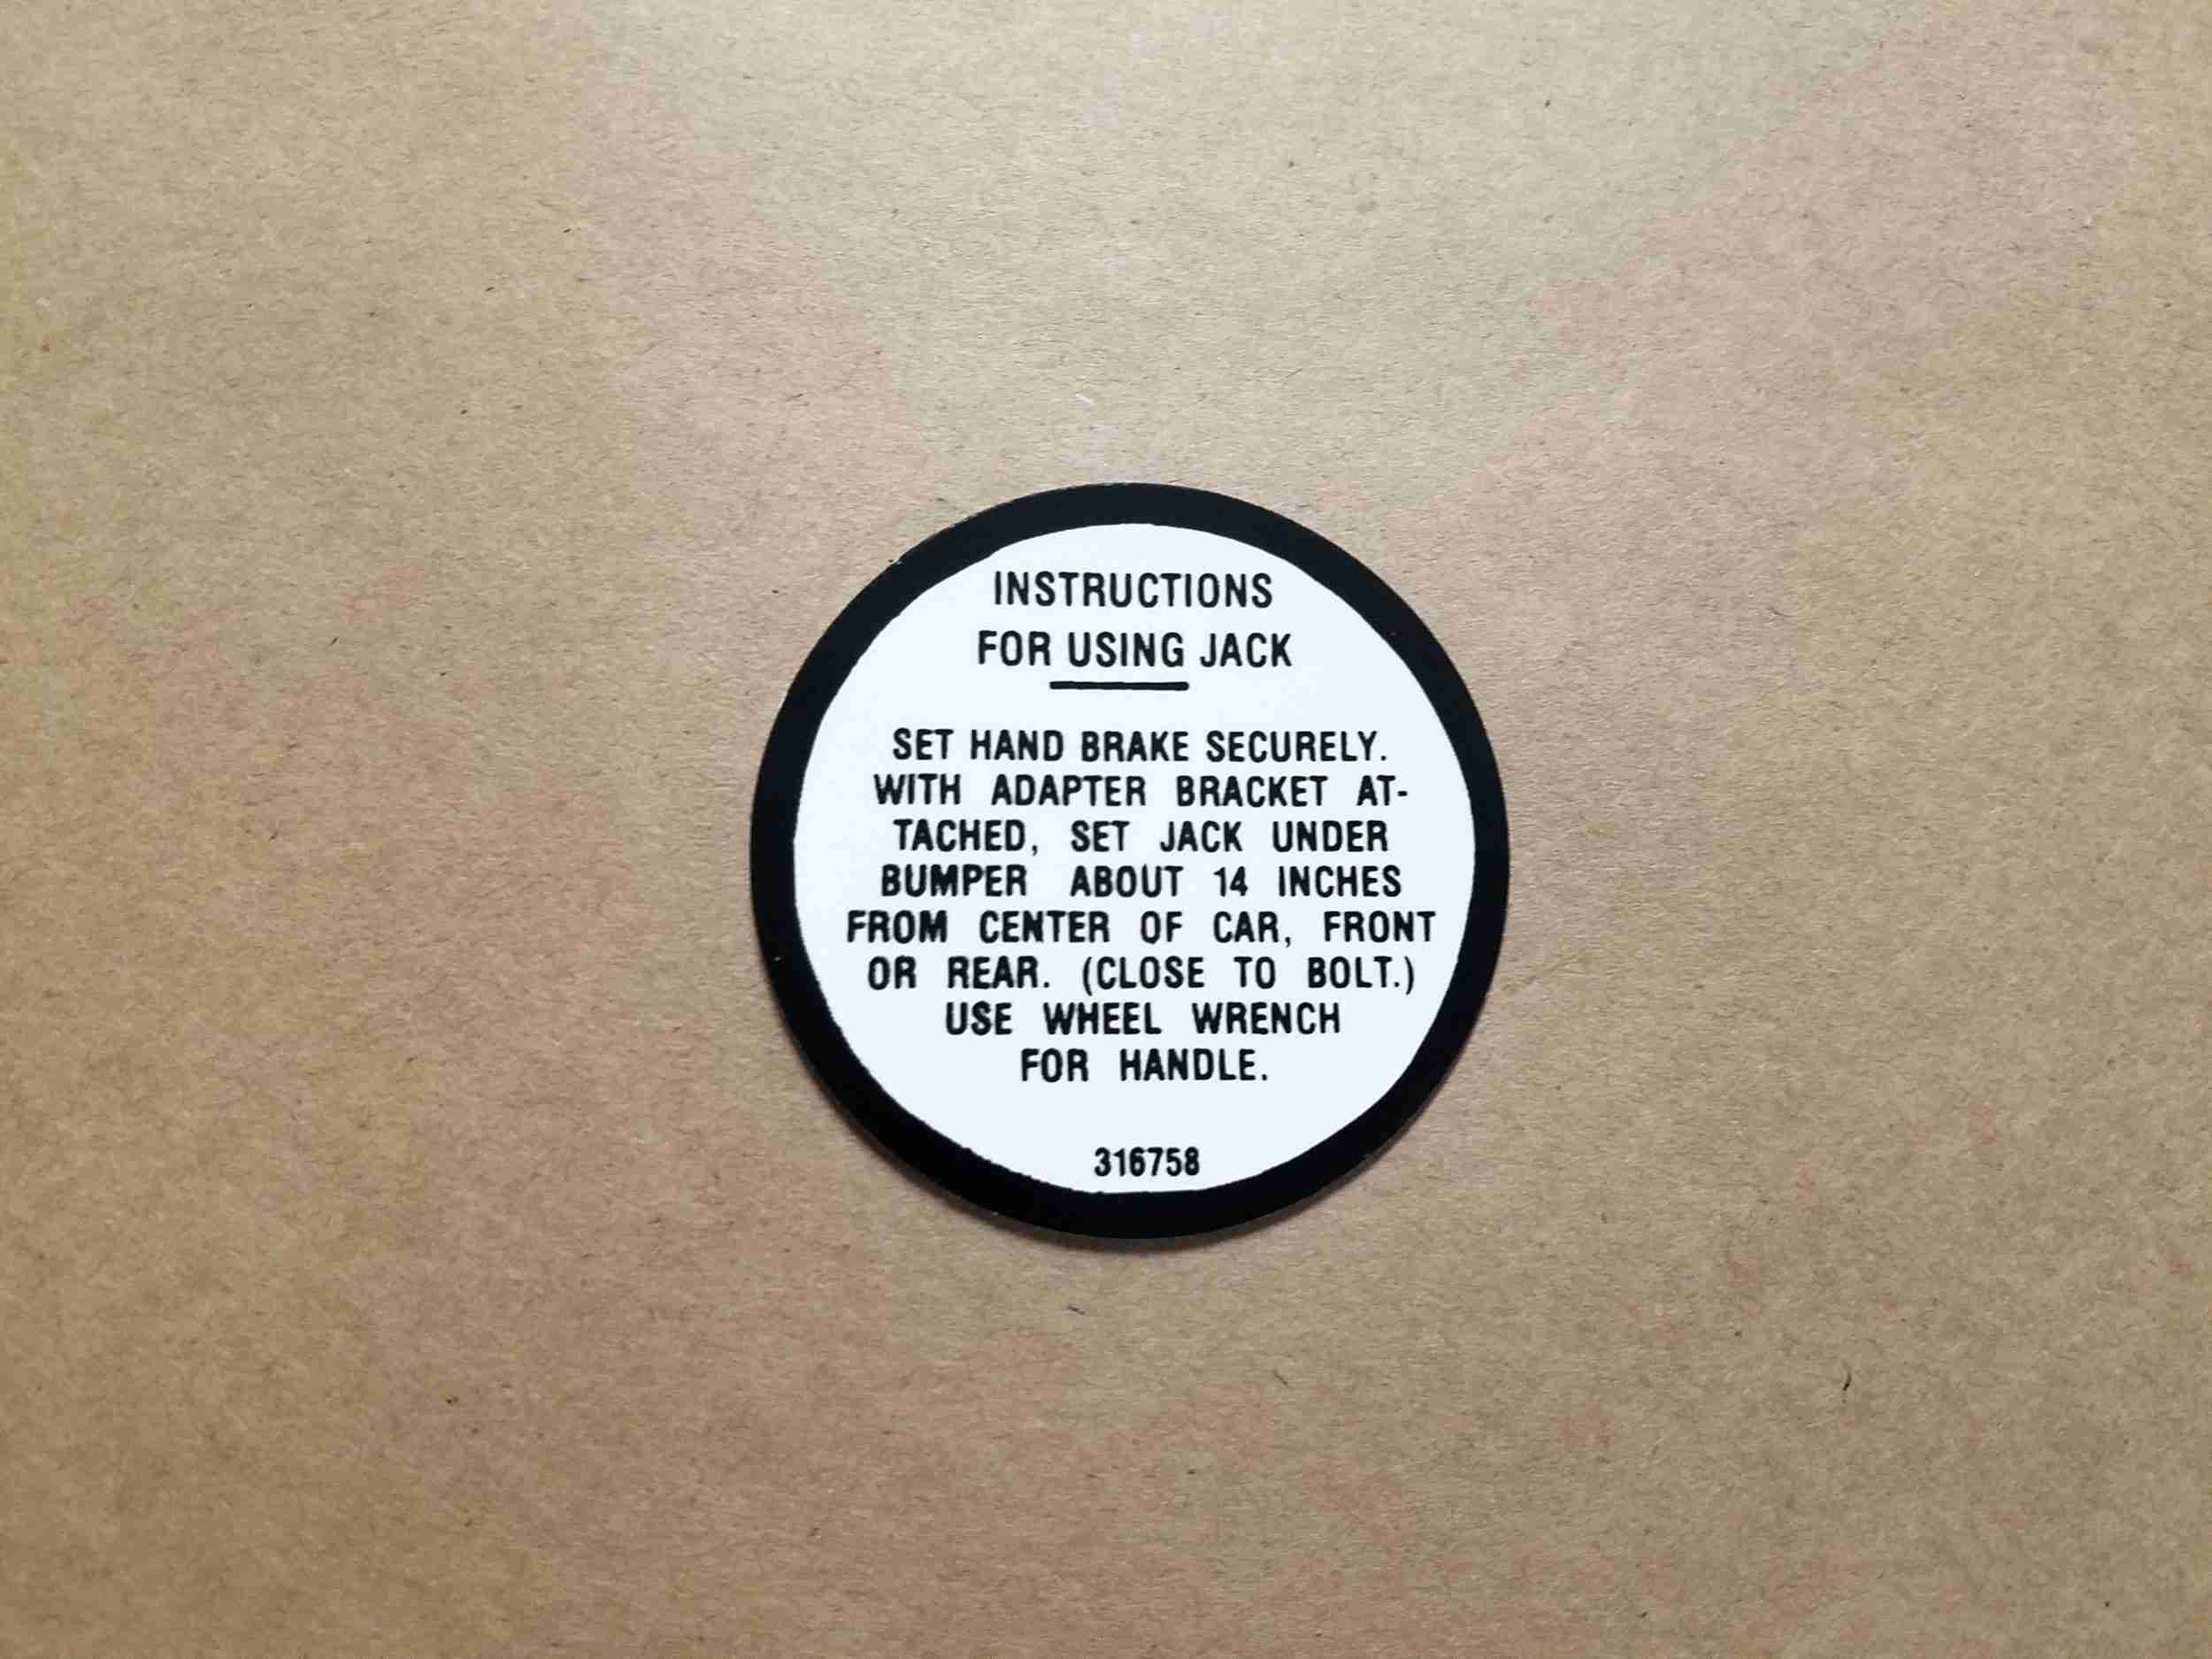 INSTRUCTIONS
FOR USING JACK
SET HAND BRAKE SECURELY.
WITH ADAPTER BRACKET AT-
TACHED, SET JACK UNDER
BUMPER ABOUT 14 INCHES
FROM CENTER OF CAR, FRONT
OR REAR. (CLOSE TO BOLT.)
USE WHEEL WRENCH
FOR HANDLE.
316758